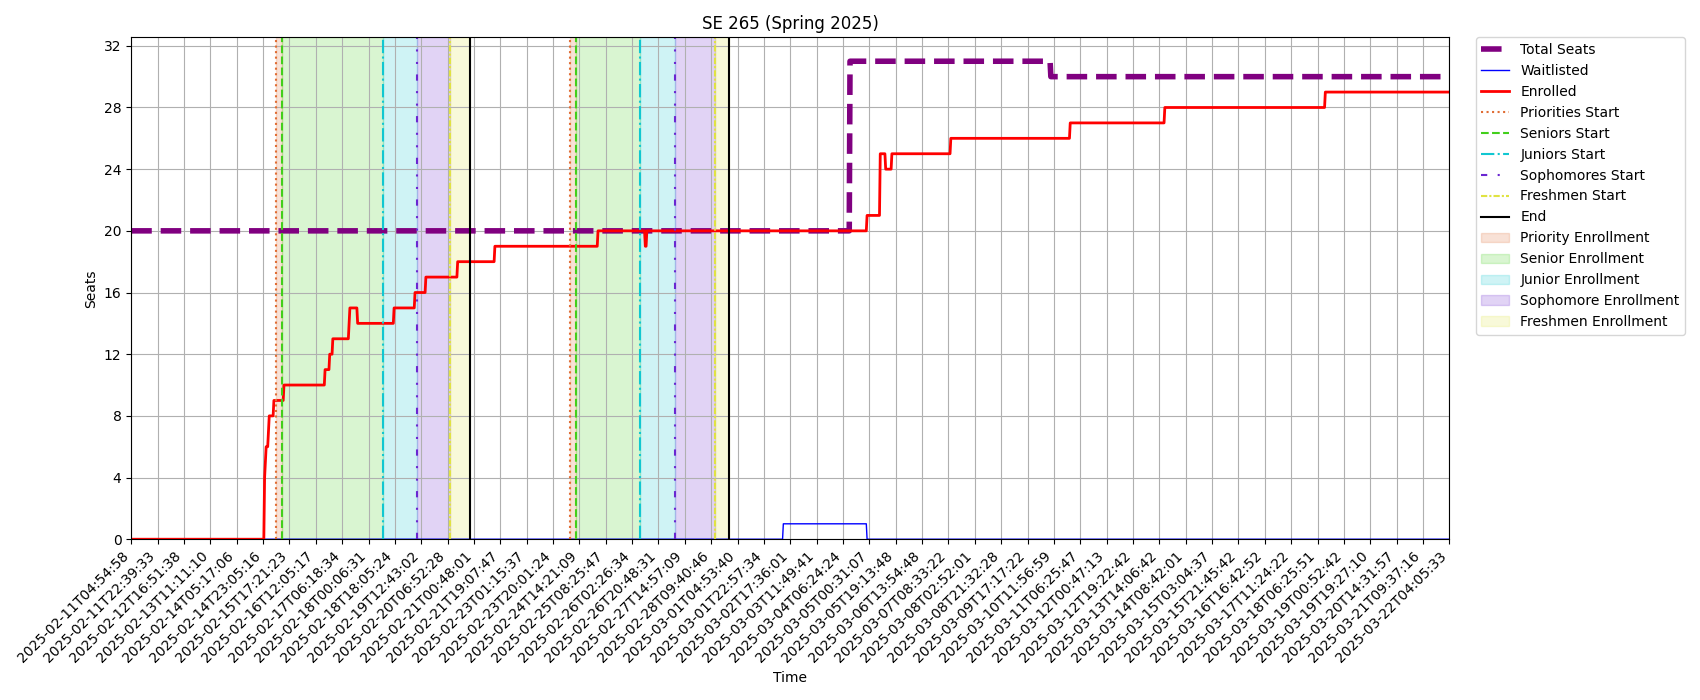 SE 265 (Spring 2025)
32
28
24
20
16
12
8
4
0
Seats
2025-02-11T04:54:58
2025-02-11T22:39:33
2025-02-12T16:51:38
2025-02-13T11:11:10
2025-02-14T05:17:06
2025-02-14T23:05:16
2025-02-15T17:21:23
2025-02-16T12:05:17
2025-02-17T06:18:34
2025-02-18T00:06:31
2025-02-18T18:05:24
2025-02-19T12:43:02
2025-02-20T06:52:28
2025-02-21T00:48:01
2025-02-21T19:07:47
2025-02-23T01:15:37
2025-02-23T20:01:24
2025-02-24T14:21:09
2025-02-25T08:25:47
2025-02-26T02:26:34
2025-02-26T20:48:31
2025-02-27T14:57:09
2025-02-28T09:40:46
2025-03-01T04:53:40
2025-03-01T22:57:34
2025-03-02T17:36:01
2025-03-03T11:49:41
2025-03-04T06:24:24
2025-03-05T00:31:07
2025-03-05T19:13:48
2025-03-06T13:54:48
2025-03-07T08:33:22
2025-03-08T02:52:01
2025-03-08T21:32:28
2025-03-09T17:17:22
2025-03-10T11:56:59
2025-03-11T06:25:47
2025-03-12T00:47:13
2025-03-12T19:22:42
2025-03-13T14:06:42
2025-03-14T08:42:01
2025-03-15T03:04:37
2025-03-15T21:45:42
2025-03-16T16:42:52
2025-03-17T11:24:22
2025-03-18T06:25:51
2025-03-19T00:52:42
2025-03-19T19:27:10
2025-03-20T14:31:57
2025-03-21T09:37:16
2025-03-22T04:05:33
Time
Total Seats
Waitlisted
Enrolled
Priorities Start
Seniors Start
Juniors Start
Sophomores Start
Freshmen Start
End
Priority Enrollment
Senior Enrollment
Junior Enrollment
Sophomore Enrollment
Freshmen Enrollment